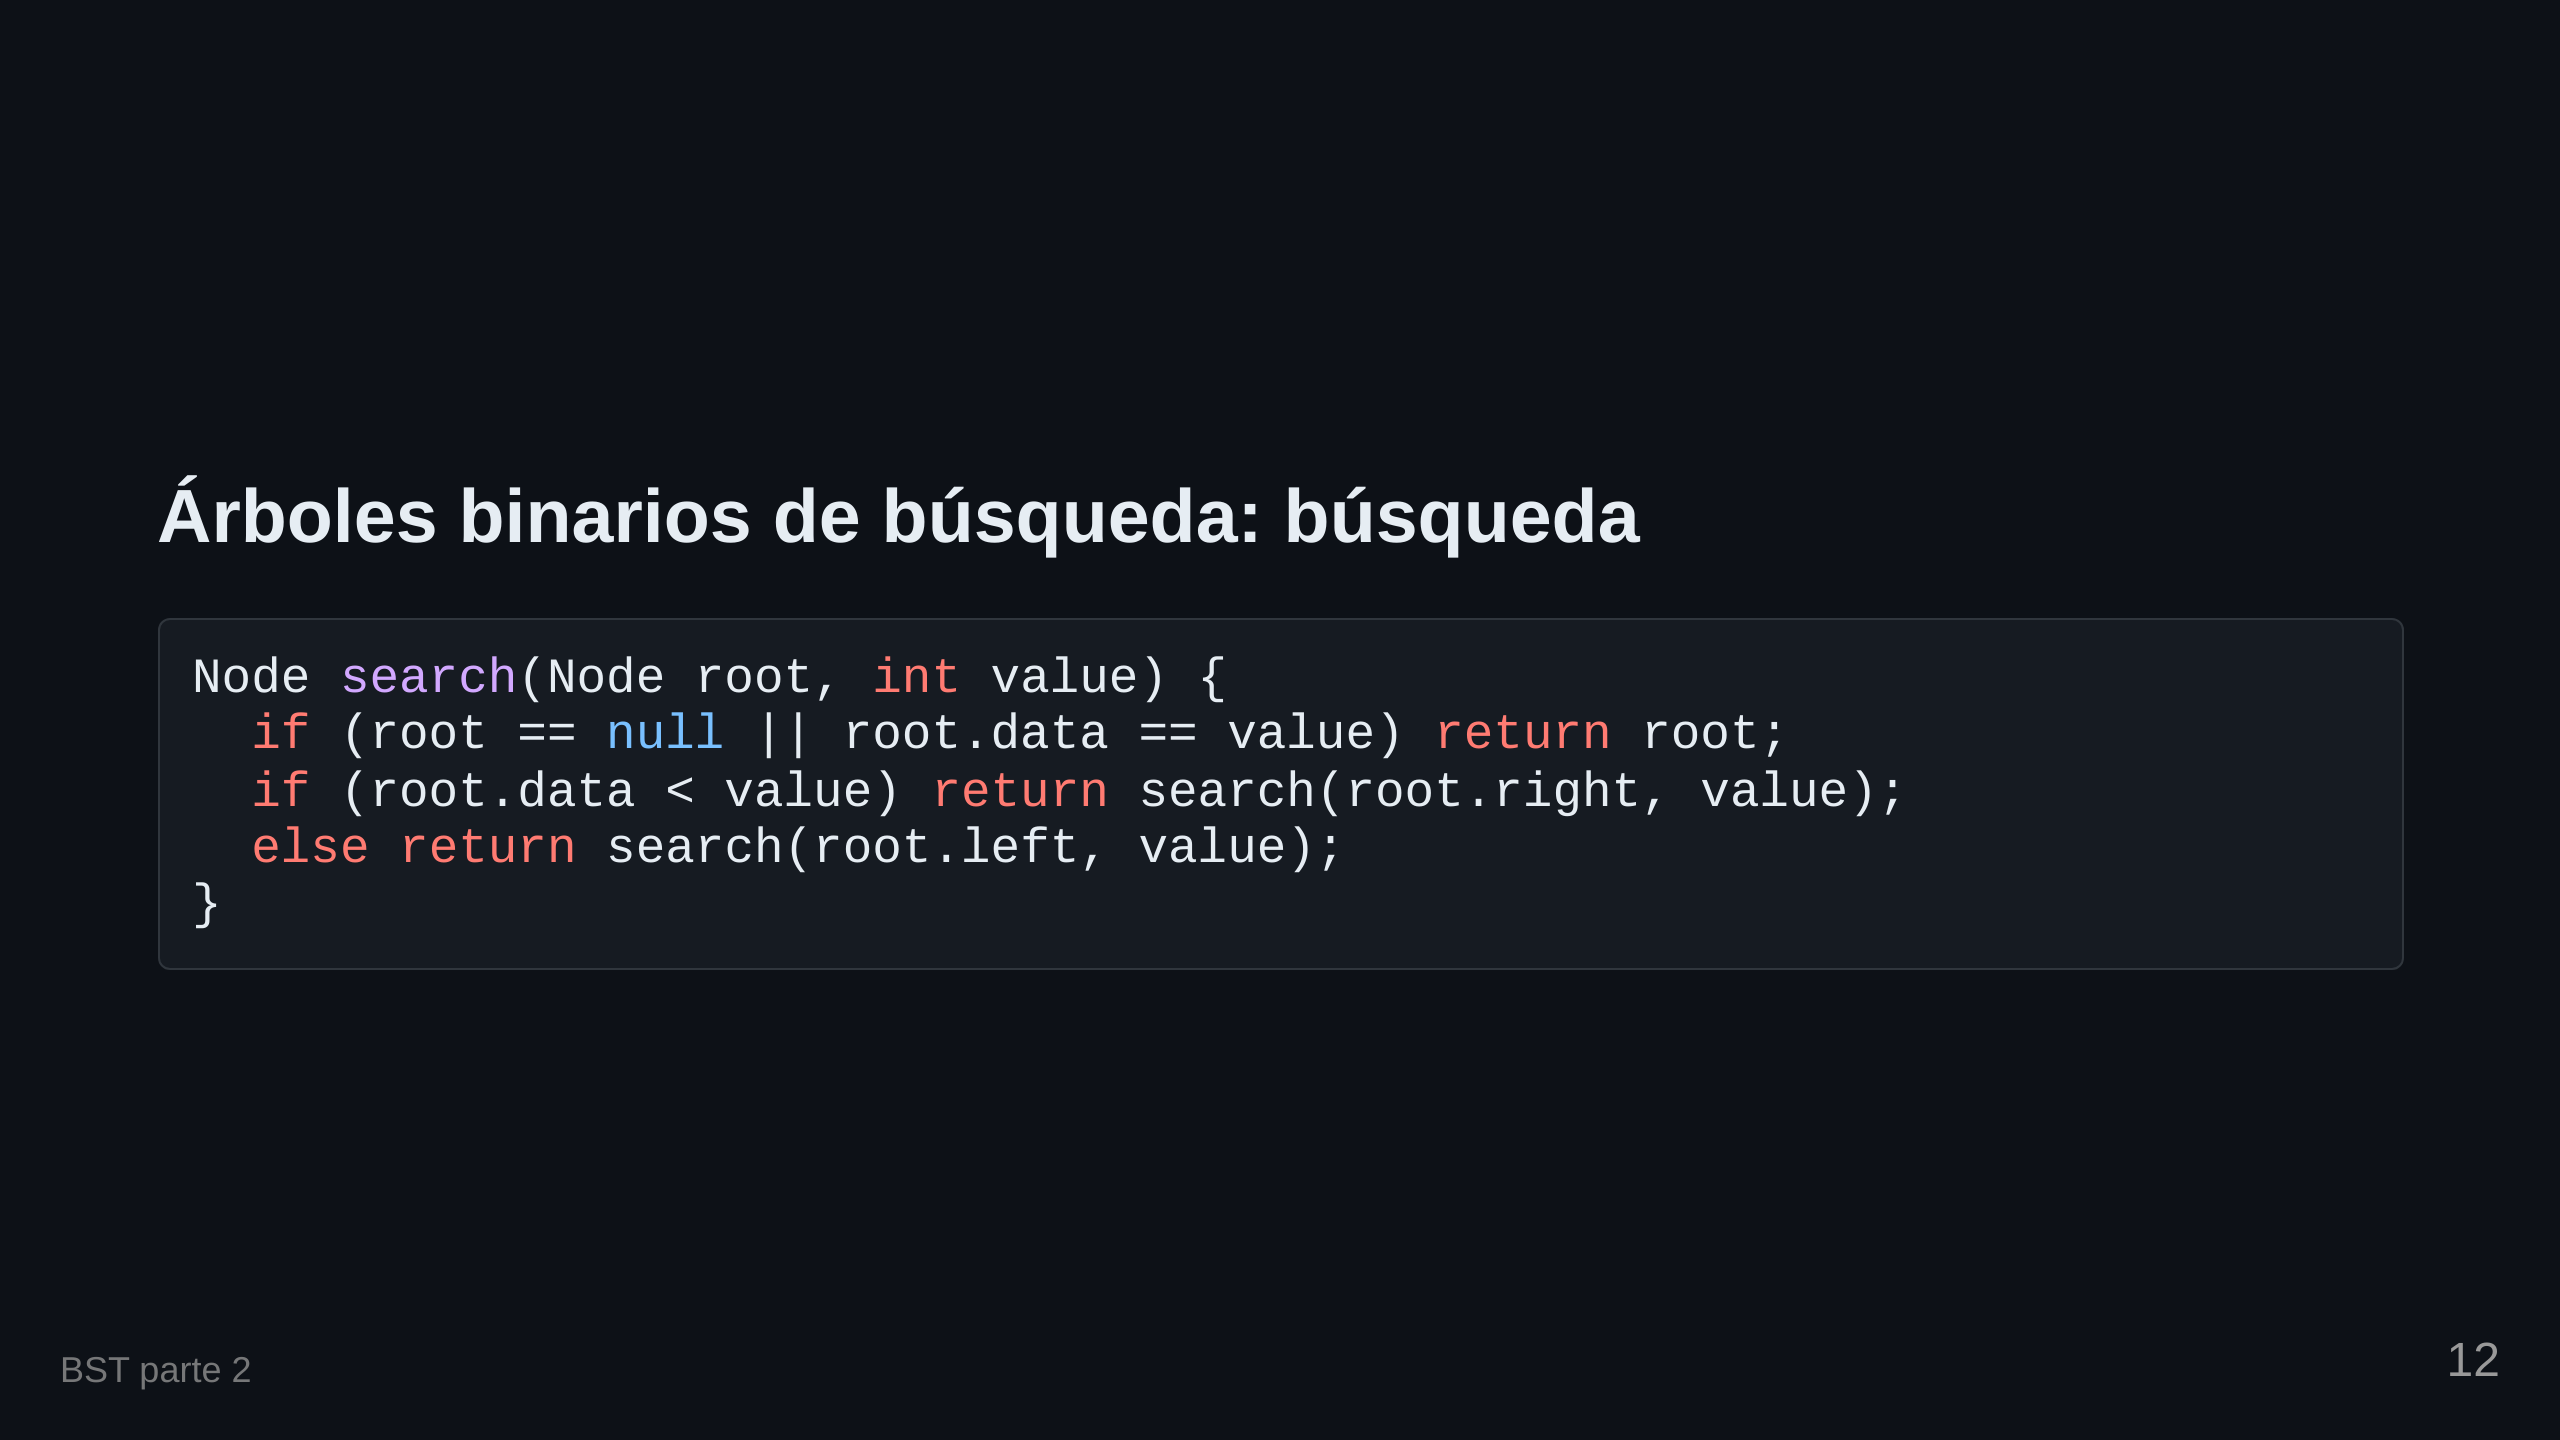 Árboles binarios de búsqueda: búsqueda
Node search(Node root, int value) {
  if (root == null || root.data == value) return root;
  if (root.data < value) return search(root.right, value);
  else return search(root.left, value);
}
BST parte 2
12